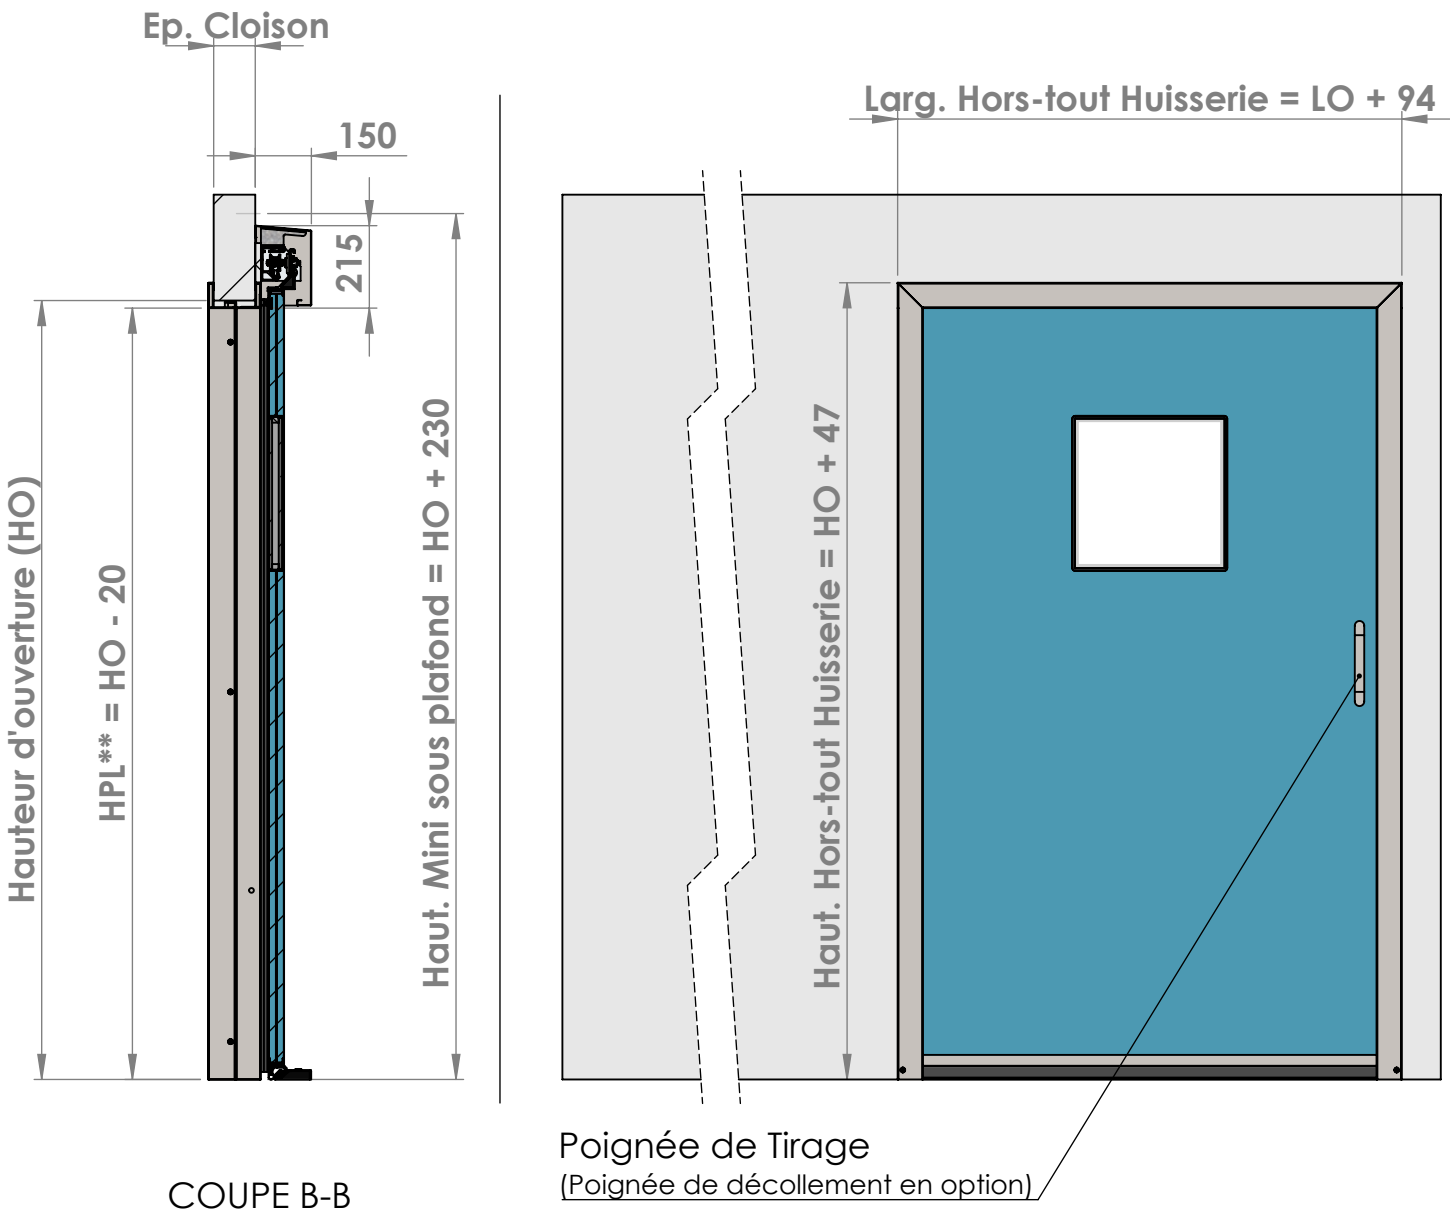 Ep. Cloison
150
215
Hauteur d'ouverture (HO)
HPL** = HO - 20
Haut. Mini sous plafond = HO + 230
COUPE B-B
Larg. Hors-tout Huisserie = LO + 94
Haut. Hors-tout Huisserie = HO + 47
Poignée de Tirage
(Poignée de décollement en option)